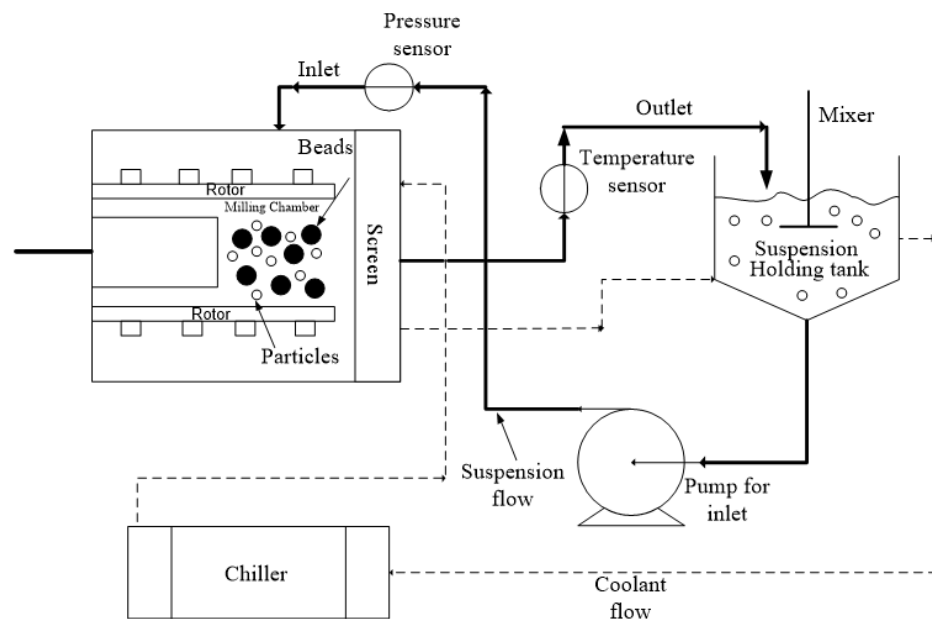 Pressure
sensor
Inlet
Outlet
Mixer
Beads
Temperature
sensor
Rotor
Milling Chamber
Screen
Suspension
Holding tank
Rotor
Particles
Suspension
flow
Pump for
inlet
Chiller
Coolant
flow